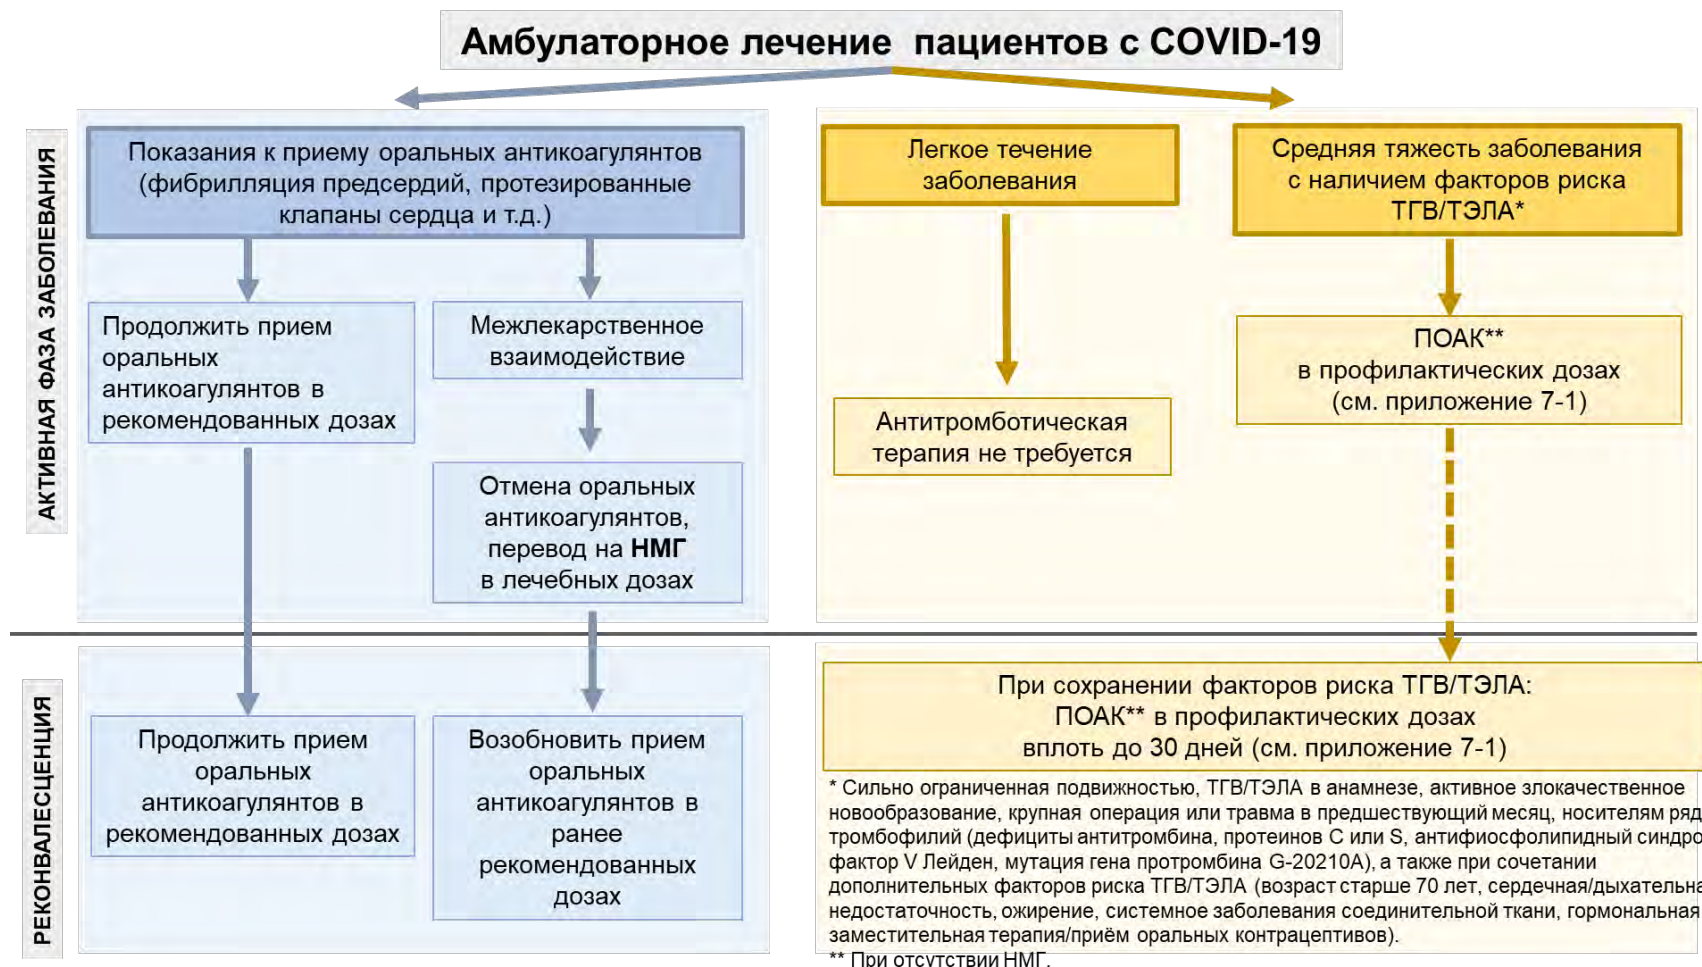 Амбулаторное лечение пациентов с COVID-19
АКТИВНАЯ ФАЗА ЗАБОЛЕВАНИЯ
Показания к приему оральных антикоагулянтов
(фибрилляция предсердий, протезированные
клапаны сердца и т.д.)
Продолжить прием
оральных
антикоагулянтов в
рекомендованных дозах
Межлекарственное
взаимодействие
Отмена оральных
антикоагулянтов,
перевод на НМГ
в лечебных дозах
Легкое течение
заболевания
Антитромботическая
терапия не требуется
Средняя тяжесть заболевания
с наличием факторов риска
ТГВ/ТЭЛА*
ПОАК**
в профилактических дозах
(см. приложение 7-1)
РЕКОНВАЛЕСЦЕНЦИЯ
Продолжить прием
оральных
антикоагулянтов в
рекомендованных дозах
Возобновить прием
оральных
антикоагулянтов в
ранее
рекомендованных
дозах
При сохранении факторов риска ТГВ/ТЭЛА:
ПОАК** в профилактических дозах
вплоть до 30 дней (см. приложение 7-1)
* Сильно ограниченная подвижностью, ТГВ/ТЭЛА в анамнезе, активное злокачественное
новообразование, крупная операция или травма в предшествующий месяц, носителям ряд
тромбофилий (дефициты антитромбина, протеинов С или S, антифиосфолипидный синдро
фактор V Лейден, мутация гена протромбина G-20210A), а также при сочетании
дополнительных факторов риска ТГВ/ТЭЛА (возраст старше 70 лет, сердечная/дыхательна
недостаточность, ожирение, системное заболевания соединительной ткани, гормональная
заместительная терапия/приём оральных контрацептивов).
** При отсутствии НМГ.